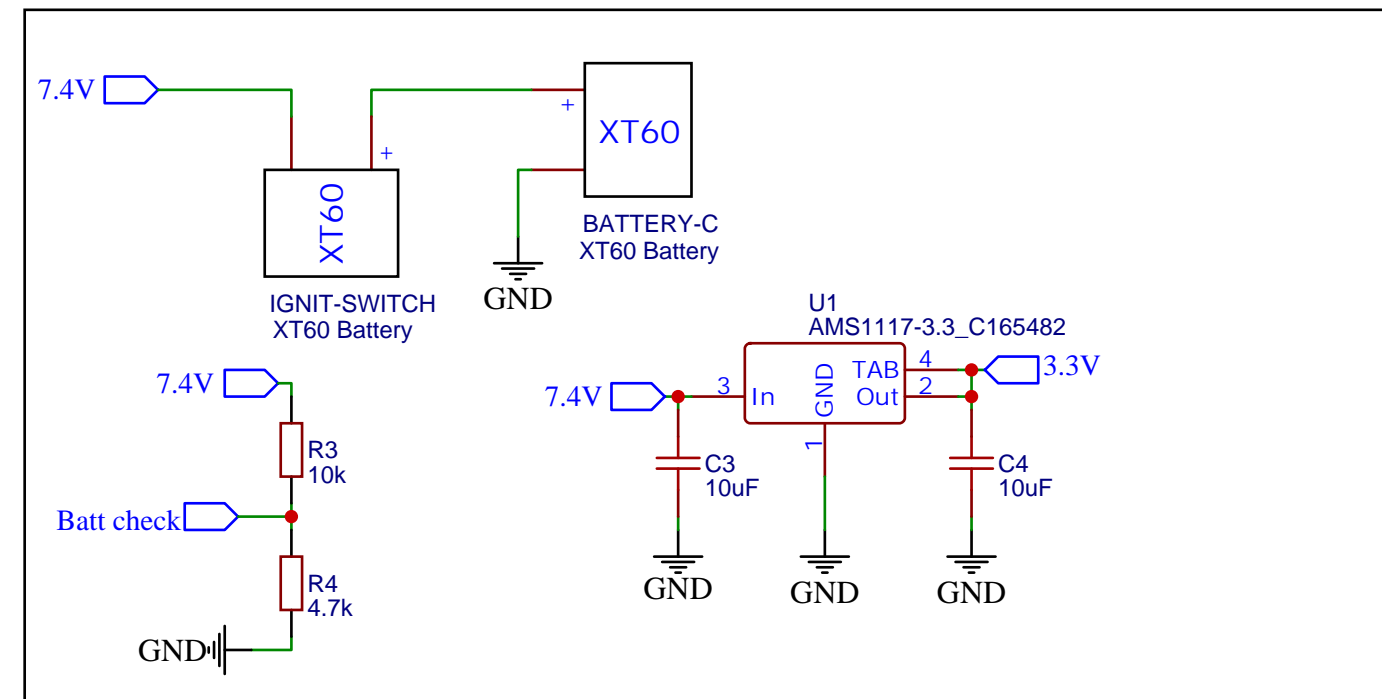 7.4V
+
XT60
BATTERY-C
XT60 Battery
GND
+
XT60
IGNIT-SWITCH
XT60 Battery
7.4V
R3
10k
Batt check
R4
4.7k
GND
U1
AMS1117-3.3_C165482
7.4V
3
In
GND
1
TAB
4
Out
2
3.3V
C3
10uF
C4
10uF
GND
GND
GND